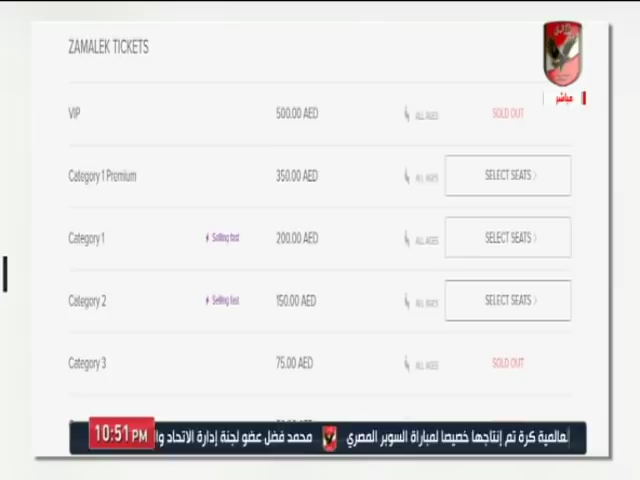 ZAMALEK TICKETS
مباشر
VIP 500.00 AED ALL AGES SOLD OUT
Category 1 Premium 350.00 AED ALL AGES SELECT SEATS
Category 1 Selling fast 200.00 AED ALL AGES SELECT SEATS
Category 2 Selling fast 150.00 AED ALL AGES SELECT SEATS
Category 3 75.00 AED ALL AGES SOLD OUT
10:51 PM
لعالمية كرة تم إنتاجها خصيصا لمباراة السوبر المصري محمد فضل عضو لجنة إدارة الاتحاد وال